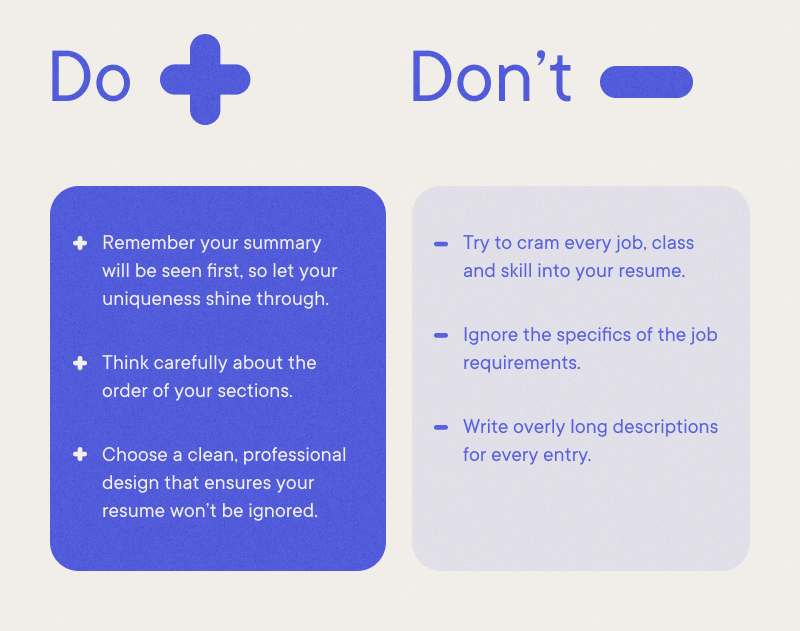 Do
Don’t
Remember your summary
will be seen first, so let your
uniqueness shine through.
Think carefully about the
order of your sections.
Choose a clean, professional
design that ensures your
resume won’t be ignored.
Try to cram every job, class
and skill into your resume.
Ignore the specifics of the job
requirements.
Write overly long descriptions
for every entry.